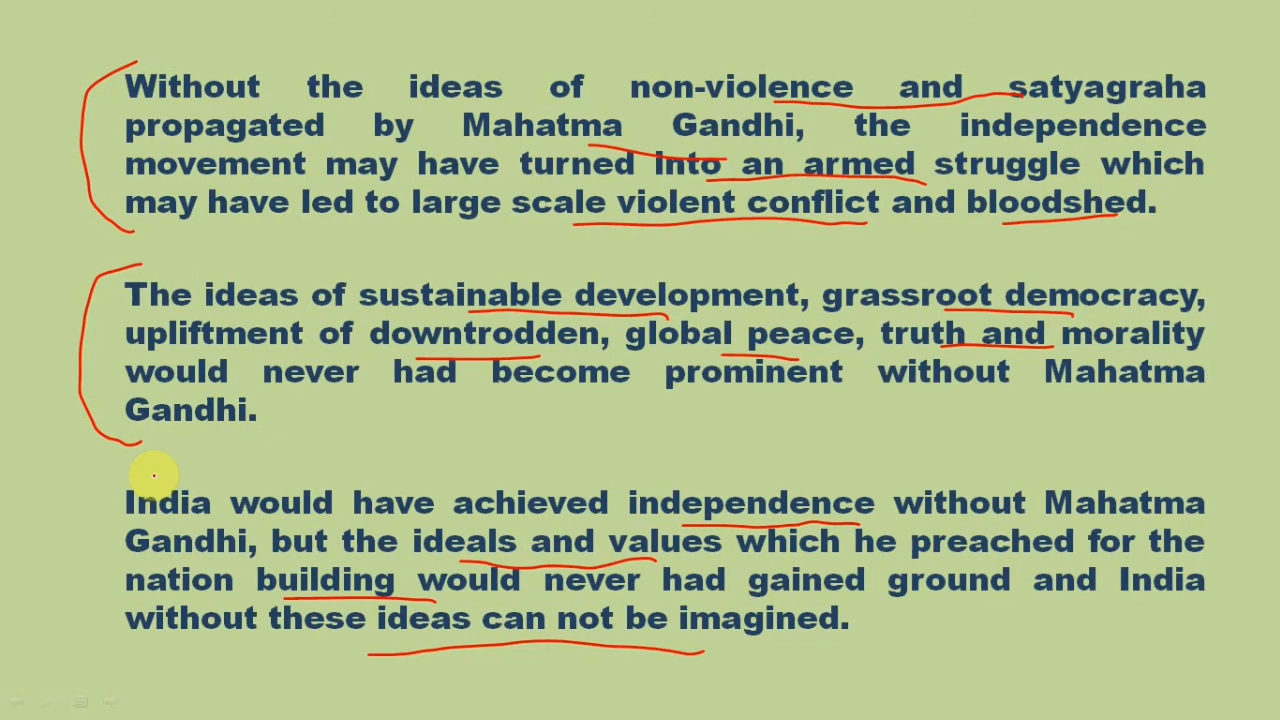 Without the ideas of non-violence and satyagraha
propagated by Mahatma Gandhi, the independence
movement may have turned into an armed struggle which
may have led to large scale violent conflict and bloodshed.
The ideas of sustainable development, grassroot democracy,
upliftment of downtrodden, global peace, truth and morality
would never had become prominent without Mahatma
Gandhi.
India would have achieved independence without Mahatma
Gandhi, but the ideals and values which he preached for the
nation building would never had gained ground and India
without these ideas can not be imagined.